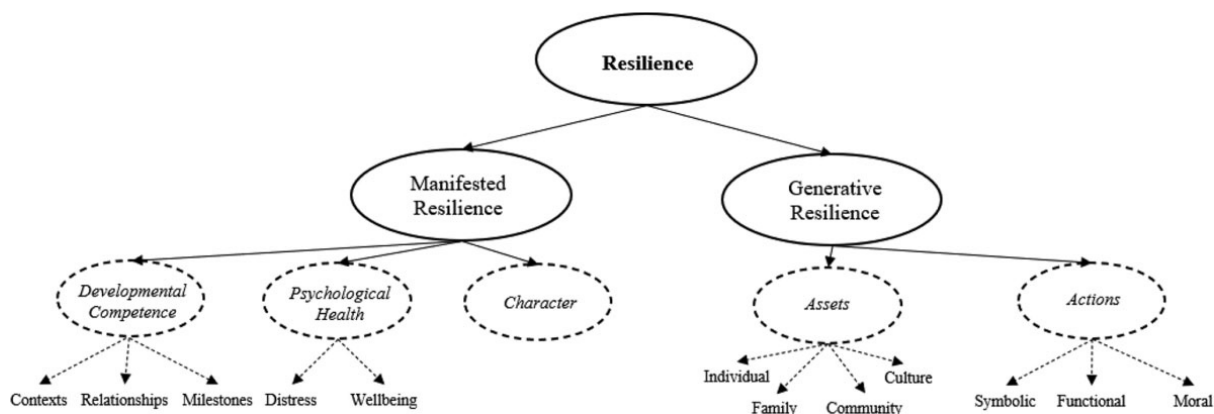 Resilience
Manifested
Resilience
Generative
Resilience
Developmental
Competence
Psychological
Health
Character
Assets
Actions
Contexts
Relationships
Milestones
Distress
Wellbeing
Individual
Family
Community
Culture
Symbolic
Functional
Moral